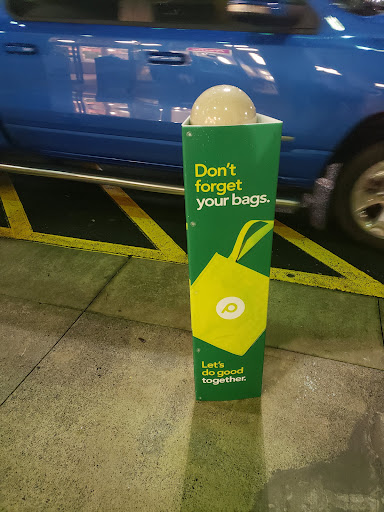 Don't
forget
your bags.
p
Let's
do good
together.